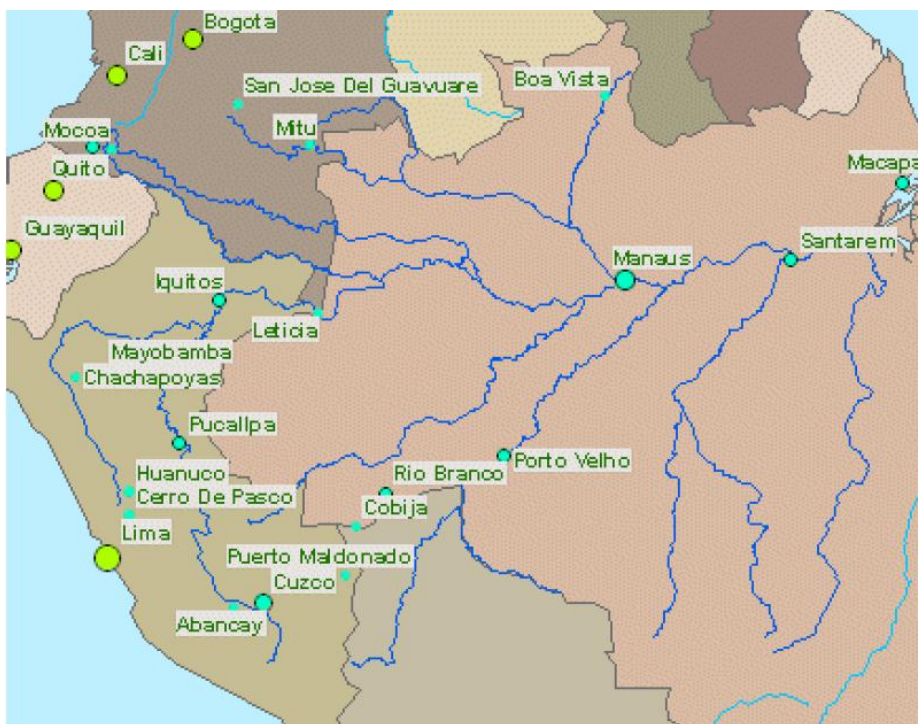 Bogota
Cali
San Jose Del Guavuare
Boa Vista
Mocoa
Mitu
Macapa
Quito
Guayaquil
Santarem
Manaus
Iquitos
Leticia
Mayobamba
Chachapoyas
Pucallpa
Huanuco
Rio Branco
Porto Velho
Cerro De Pasco
Cobija
Lima
Puerto Maldonado
Cuzco
Abancay